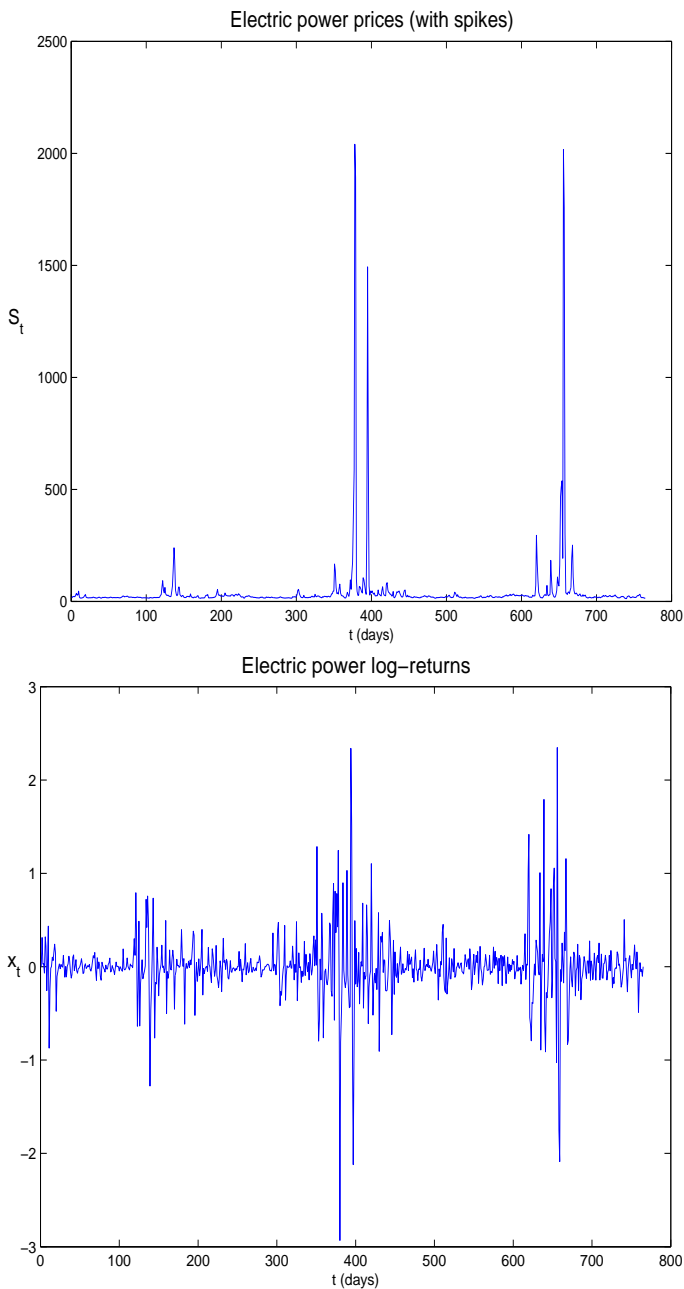 Electric power prices (with spikes)
2500
2000
1500
S_t
1000
500
0
0 100 200 300 400 500 600 700 800
t (days)
Electric power log−returns
3
2
1
x_t 0
−1
−2
−3
0 100 200 300 400 500 600 700 800
t (days)